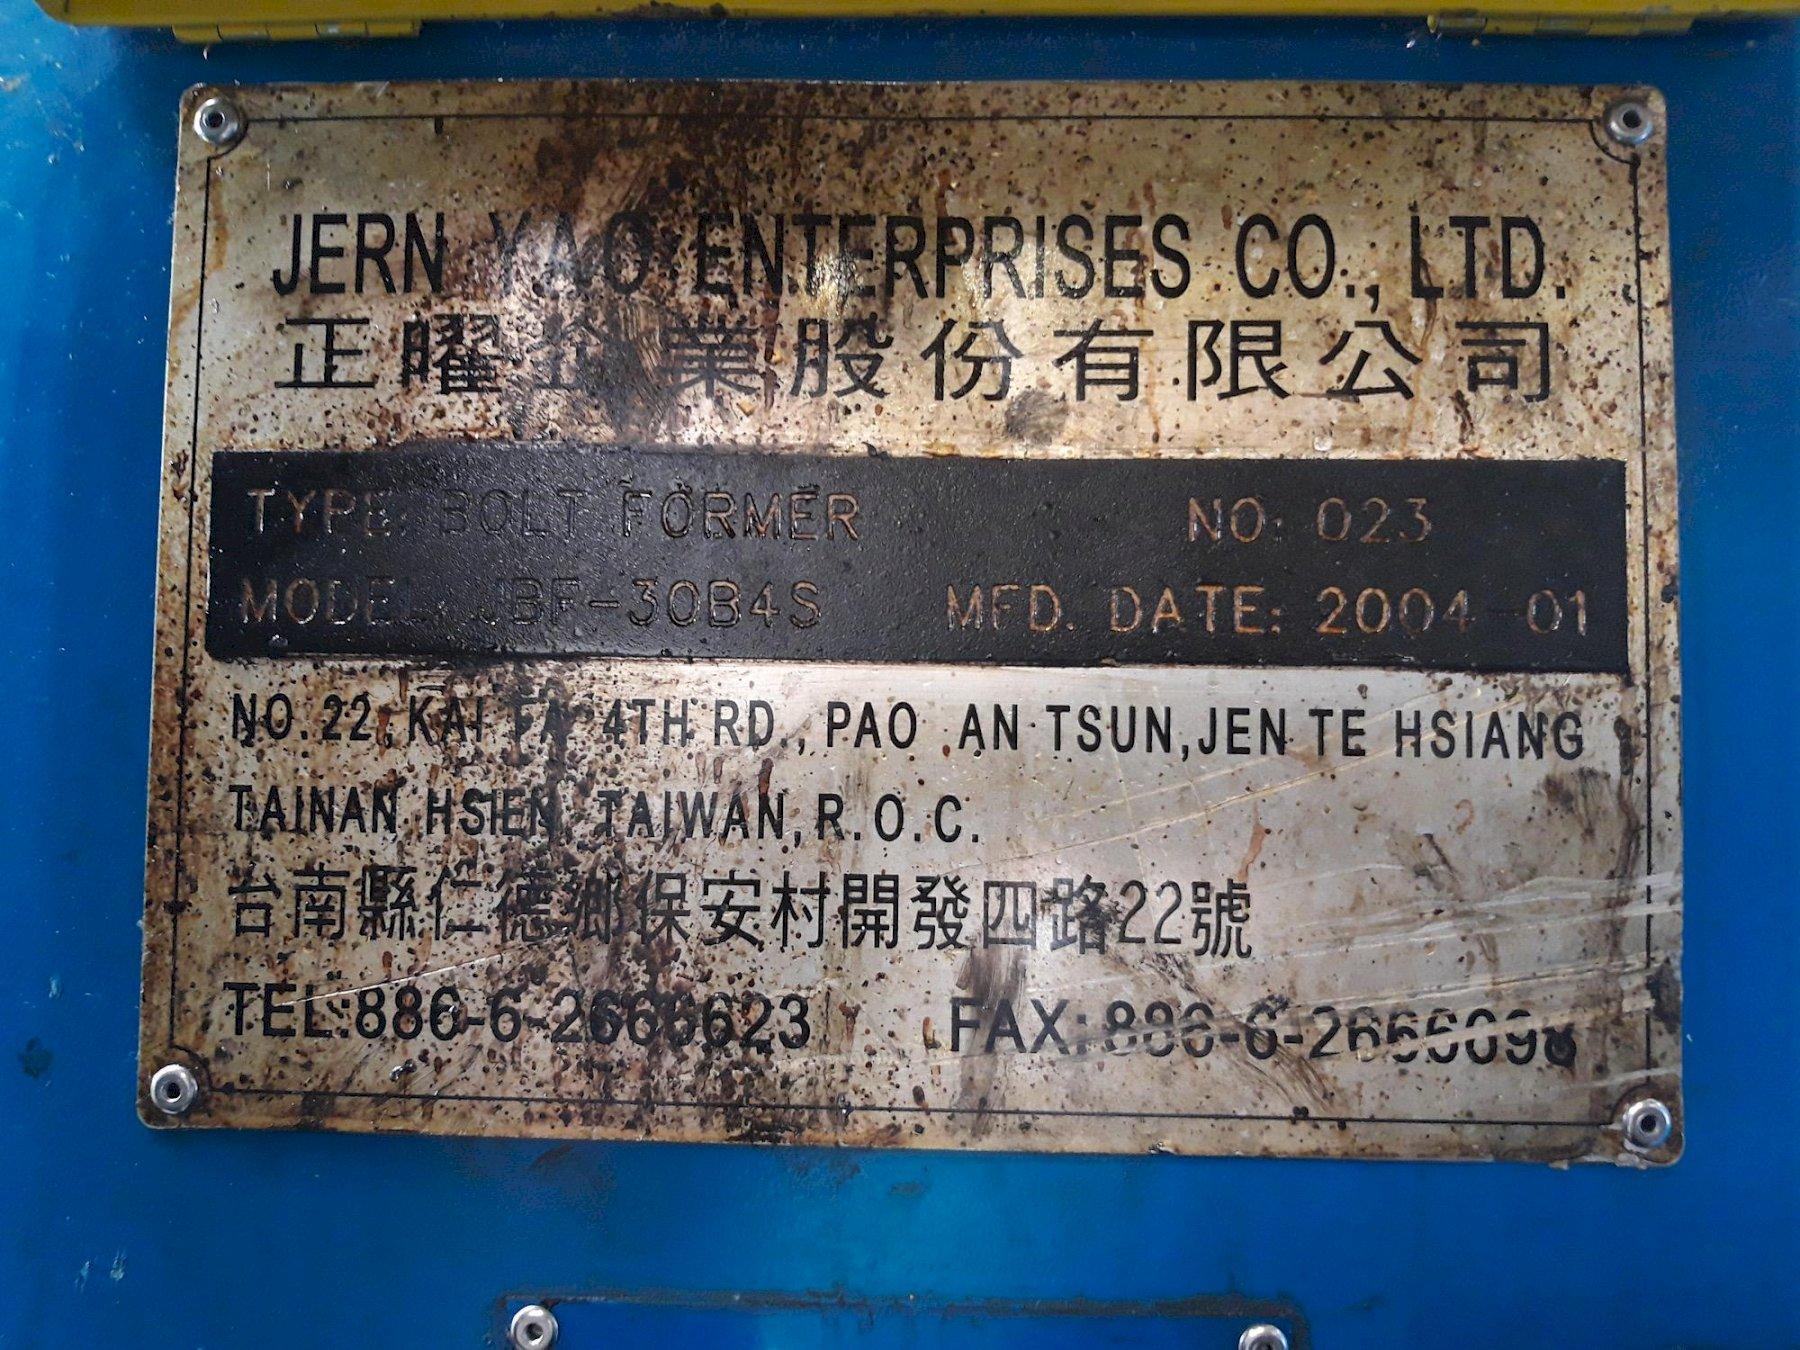 JERN YAO ENTERPRISES CO., LTD.
正曜企業股份有限公司
TYPE: BOLT FORMER NO: 023
MODEL: JBF-30B4S MFD. DATE: 2004-01
NO.22, KAI FA 4TH RD., PAO AN TSUN, JEN TE HSIANG
TAINAN HSIEN TAIWAN, R.O.C.
台南縣仁德鄉保安村開發四路22號
TEL:886-6-2666623 FAX:886-6-2666098